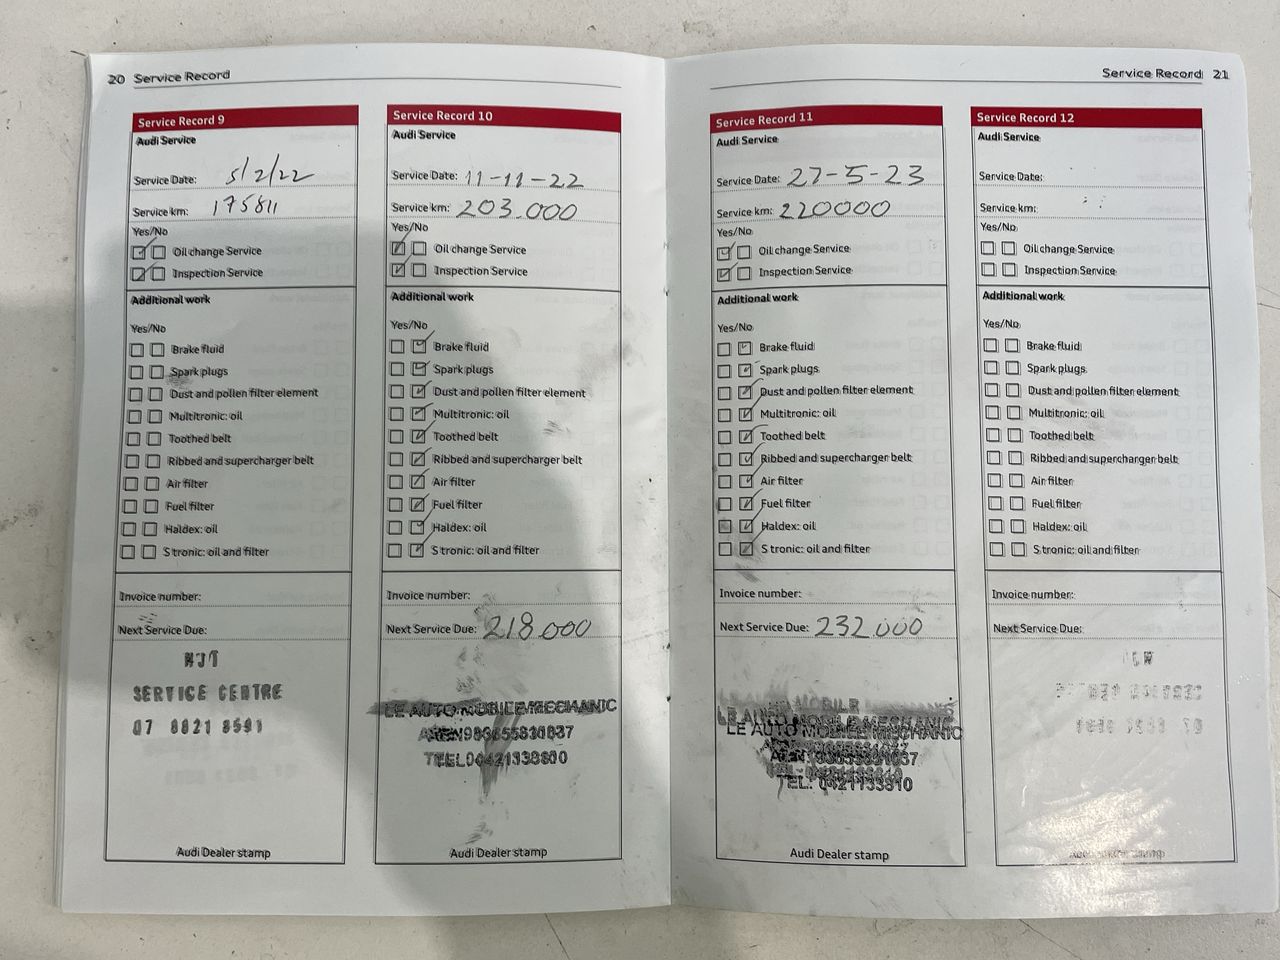 20 Service Record
Service Record 9
Audi Service
Service Date: 5/2/22
Service km: 175811
Yes/No
Oil change Service
Inspection Service
Additional work
Yes/No
Brake fluid
Spark plugs
Dust and pollen filter element
Multitronic: oil
Toothed belt
Ribbed and supercharger belt
Air filter
Fuel filter
Haldex: oil
S tronic: oil and filter
Invoice number:
Next Service Due:
SERVICE CENTRE
Audi Dealer stamp
Service Record 10
Audi Service
Service Date: 11-11-22
Service km: 203.000
Yes/No
Oil change Service
Inspection Service
Additional work
Yes/No
Brake fluid
Spark plugs
Dust and pollen filter element
Multitronic: oil
Toothed belt
Ribbed and supercharger belt
Air filter
Fuel filter
Haldex: oil
S tronic: oil and filter
Invoice number:
Next Service Due: 218000
LE AUTO MOBILE MECHANIC
Audi Dealer stamp
Service Record 21
Service Record 11
Audi Service
Service Date: 27-5-23
Service km: 220000
Yes/No
Oil change Service
Inspection Service
Additional work
Yes/No
Brake fluid
Spark plugs
Dust and pollen filter element
Multitronic: oil
Toothed belt
Ribbed and supercharger belt
Air filter
Fuel filter
Haldex: oil
S tronic: oil and filter
Invoice number:
Next Service Due: 232000
LE AUTO MOBILE MECHANIC
Audi Dealer stamp
Service Record 12
Audi Service
Service Date:
Service km:
Yes/No
Oil change Service
Inspection Service
Additional work
Yes/No
Brake fluid
Spark plugs
Dust and pollen filter element
Multitronic: oil
Toothed belt
Ribbed and supercharger belt
Air filter
Fuel filter
Haldex: oil
S tronic: oil and filter
Invoice number:
Next Service Due:
Audi Dealer stamp